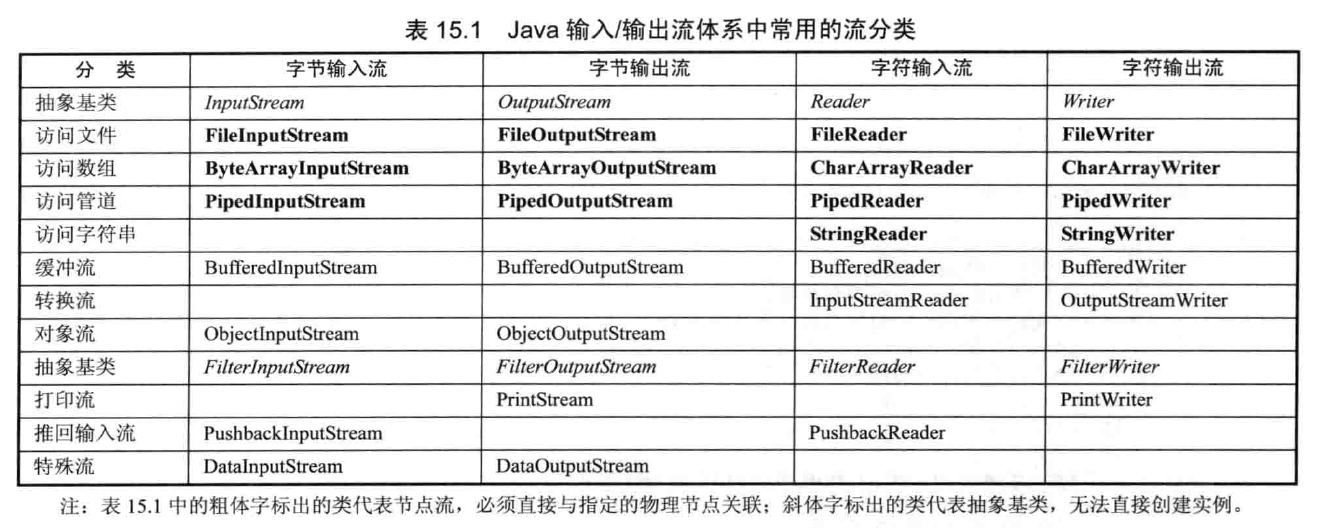 表 15.1 Java 输入/输出流体系中常用的流分类
分 类 字节输入流 字节输出流 字符输入流 字符输出流
抽象基类 InputStream OutputStream Reader Writer
访问文件 FileInputStream FileOutputStream FileReader FileWriter
访问数组 ByteArrayInputStream ByteArrayOutputStream CharArrayReader CharArrayWriter
访问管道 PipedInputStream PipedOutputStream PipedReader PipedWriter
访问字符串 StringReader StringWriter
缓冲流 BufferedInputStream BufferedOutputStream BufferedReader BufferedWriter
转换流 InputStreamReader OutputStreamWriter
对象流 ObjectInputStream ObjectOutputStream
抽象基类 FilterInputStream FilterOutputStream FilterReader FilterWriter
打印流 PrintStream PrintWriter
推回输入流 PushbackInputStream PushbackReader
特殊流 DataInputStream DataOutputStream
注：表 15.1 中的粗体字标出的类代表节点流，必须直接与指定的物理节点关联；斜体字标出的类代表抽象基类，无法直接创建实例。